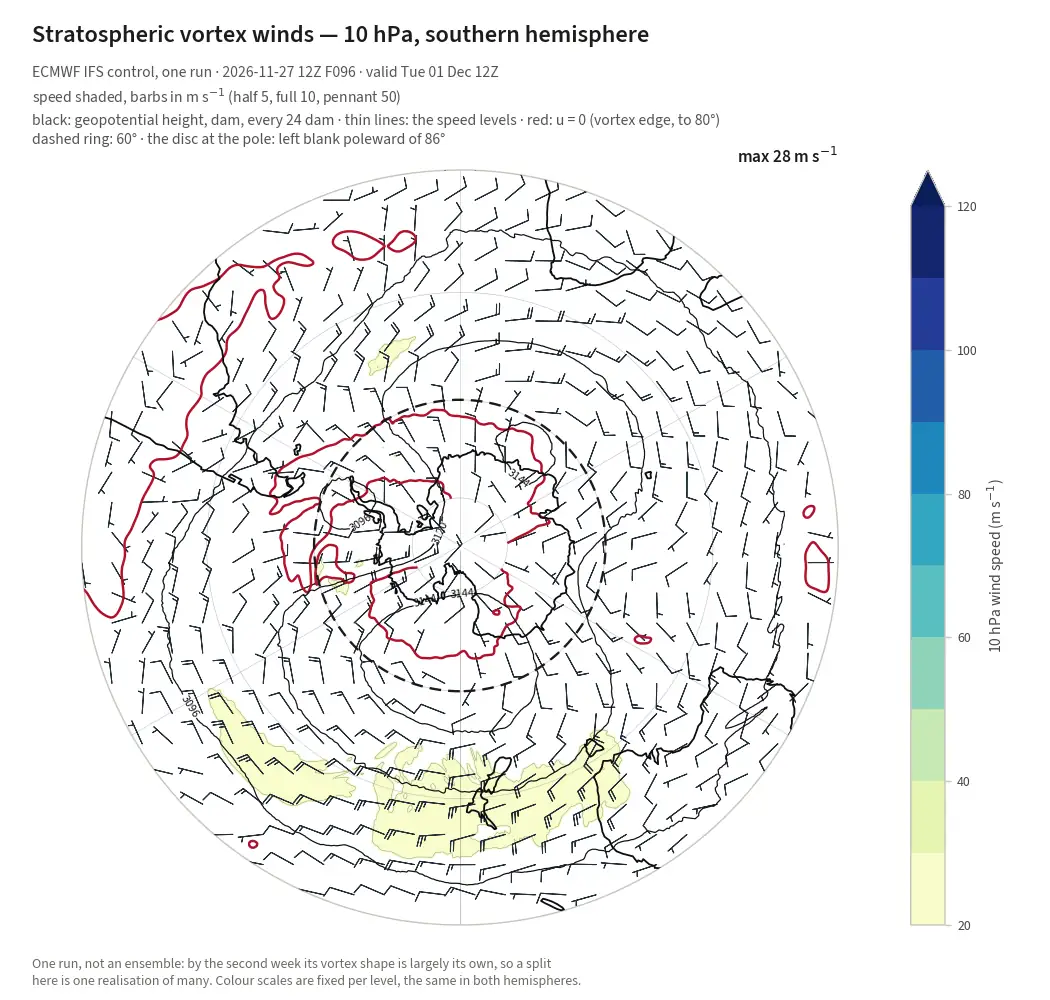 Stratospheric vortex winds — 10 hPa, southern hemisphere
ECMWF IFS control, one run · 2026-11-27 12Z F096 · valid Tue 01 Dec 12Z
speed shaded, barbs in m s⁻¹ (half 5, full 10, pennant 50)
black: geopotential height, dam, every 24 dam · thin lines: the speed levels · red: u = 0 (vortex edge, to 80°)
dashed ring: 60° · the disc at the pole: left blank poleward of 86°
max 28 m s⁻¹
120
100
80
60
40
20
10 hPa wind speed (m s⁻¹)
3144
3096
3144
3096
One run, not an ensemble: by the second week its vortex shape is largely its own, so a split
here is one realisation of many. Colour scales are fixed per level, the same in both hemispheres.